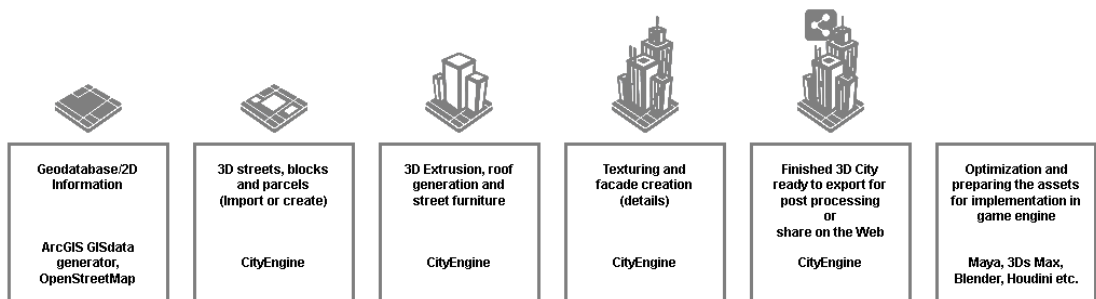 Geodatabase/2D
Information
ArcGIS GISdata
generator,
OpenStreetMap
3D streets, blocks
and parcels
(Import or create)
CityEngine
3D Extrusion, roof
generation and
street furniture
CityEngine
Texturing and
facade creation
(details)
CityEngine
Finished 3D City
ready to export for
post processing
or
share on the Web
CityEngine
Optimization and
preparing the assets
for implementation in
game engine
Maya, 3Ds Max,
Blender, Houdini etc.